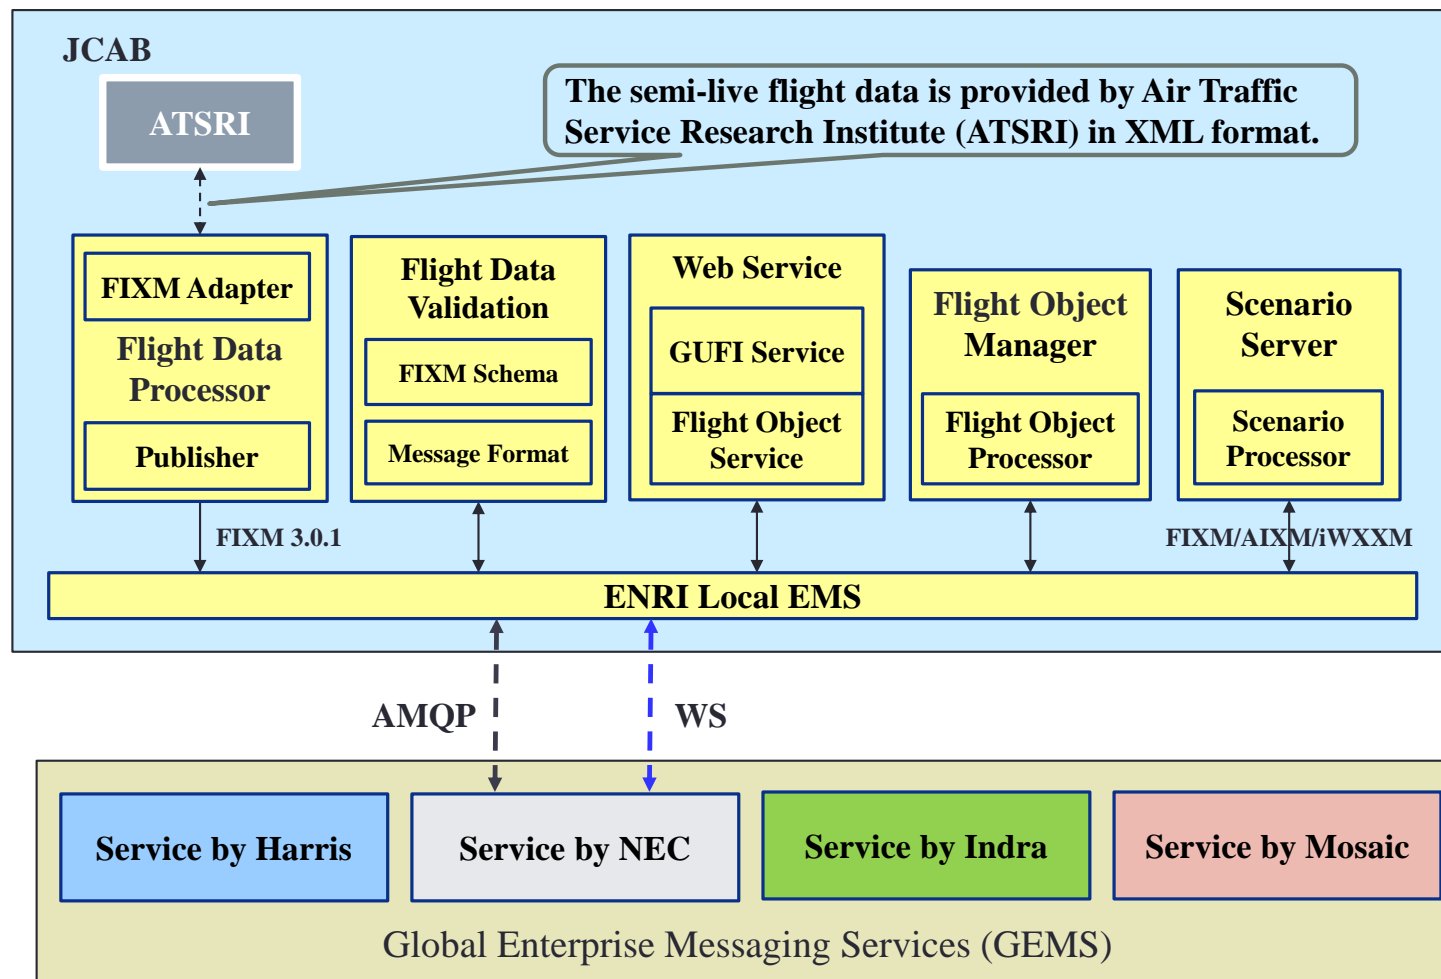 JCAB
ATSRI
The semi-live flight data is provided by Air Traffic
Service Research Institute (ATSRI) in XML format.
FIXM Adapter
Flight Data
Processor
Publisher
Flight Data
Validation
FIXM Schema
Message Format
Web Service
GUFI Service
Flight Object
Service
Flight Object
Manager
Flight Object
Processor
Scenario
Server
Scenario
Processor
FIXM 3.0.1
FIXM/AIXM/iWXXM
ENRI Local EMS
AMQP
WS
Service by Harris
Service by NEC
Service by Indra
Service by Mosaic
Global Enterprise Messaging Services (GEMS)